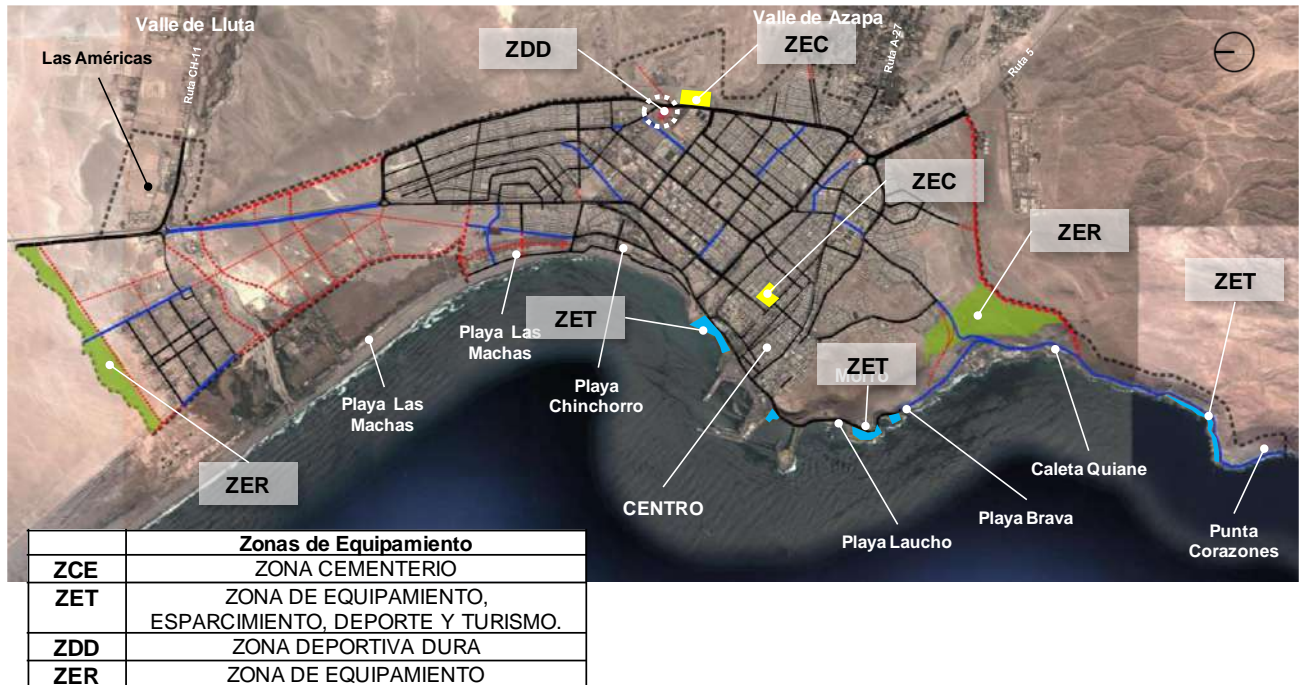 Valle de Lluta
Valle de Azapa
Las Américas
Ruta CH-11
ZDD
ZEC
Ruta A-27
Ruta 5
ZEC
ZER
ZET
ZET
Playa Las
Machas
Playa
Chinchorro
ZET
Morro
Playa Las
Machas
ZER
CENTRO
Caleta Quiane
Playa Brava
Playa Laucho
Punta
Corazones
Zonas de Equipamiento
ZCE ZONA CEMENTERIO
ZET ZONA DE EQUIPAMIENTO,
ESPARCIMIENTO, DEPORTE Y TURISMO.
ZDD ZONA DEPORTIVA DURA
ZER ZONA DE EQUIPAMIENTO